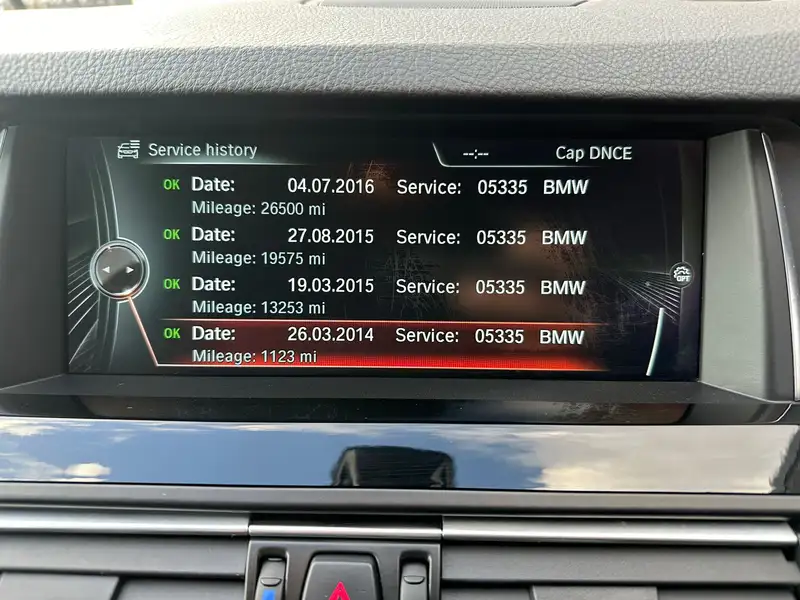 Service history --:-- Cap DNCE
OK Date: 04.07.2016 Service: 05335 BMW
Mileage: 26500 mi
OK Date: 27.08.2015 Service: 05335 BMW
Mileage: 19575 mi
OK Date: 19.03.2015 Service: 05335 BMW
Mileage: 13253 mi
OK Date: 26.03.2014 Service: 05335 BMW
Mileage: 1123 mi
OFF